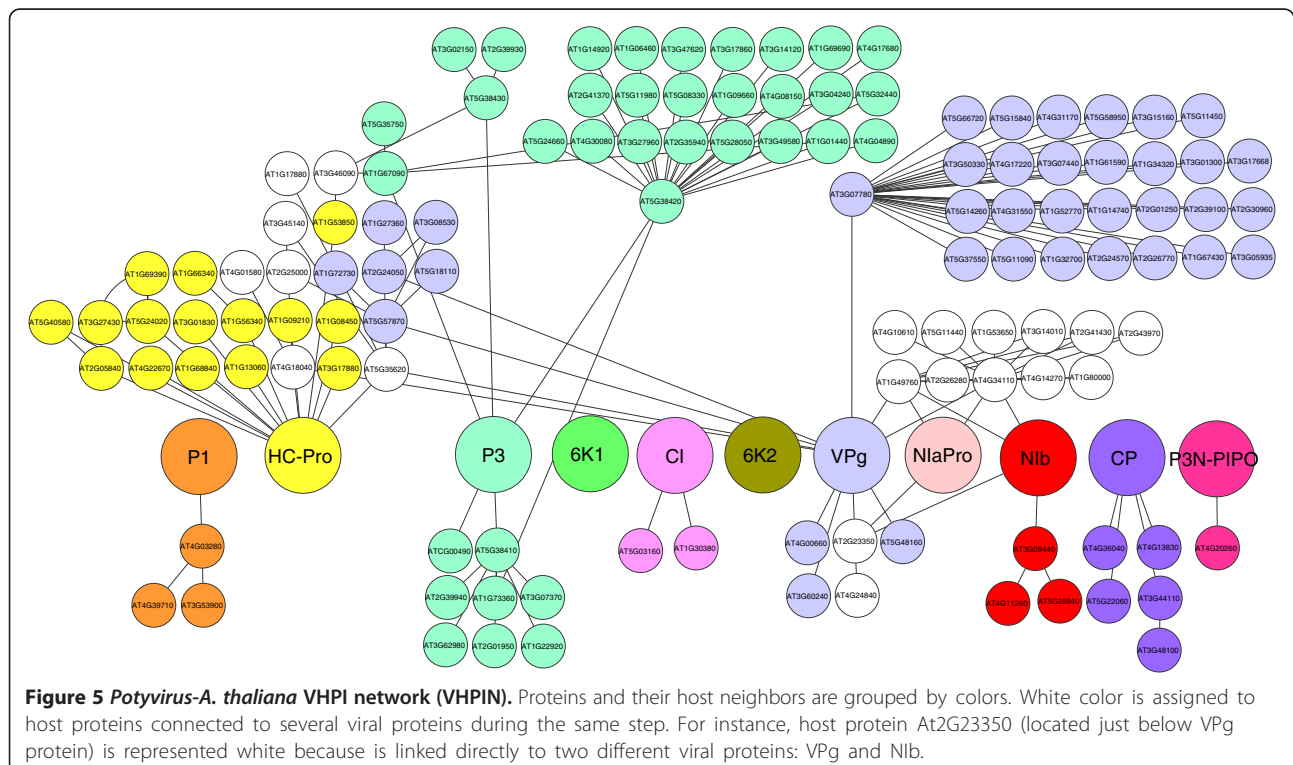 AT3G02150 AT2G39930
AT1G14920 AT1G06460 AT3G47620 AT3G17860 AT3G14120 AT1G69690 AT4G17680
AT5G38430
AT2G41370 AT5G11980 AT5G08330 AT1G09660 AT4G08150 AT3G04240 AT5G32440
AT5G35750
AT5G24660 AT4G30080 AT3G27960 AT2G35940 AT5G28050 AT3G49580 AT1G01440 AT4G04890
AT5G66720 AT5G15840 AT4G31170 AT5G58950 AT3G15160 AT5G11450
AT3G50330 AT4G17220 AT3G07440 AT1G61590 AT1G34320 AT3G01300 AT3G17668
AT1G17880 AT3G46090 AT1G67090
AT5G38420
AT3G07780
AT5G14260 AT4G31550 AT1G52770 AT1G14740 AT2G01250 AT2G39100 AT2G30960
AT3G45140 AT1G53850 AT1G27360 AT3G08530
AT5G37550 AT5G11090 AT1G32700 AT2G24570 AT2G26770 AT1G67430 AT3G05935
AT1G69390 AT1G66340 AT4G01580 AT2G25000 AT1G72730 AT2G24050 AT5G18110
AT5G40580 AT3G27430 AT5G24020 AT3G01830 AT1G56340 AT1G09210 AT1G08450 AT5G57870
AT4G10610 AT5G11440 AT1G53650 AT3G14010 AT2G41430 AT2G43970
AT2G05840 AT4G22670 AT1G68840 AT1G13060 AT4G18040 AT3G17880 AT5G35620
AT1G49760 AT2G26280 AT4G34110 AT4G14270 AT1G80000
P1 HC-Pro P3 6K1 CI 6K2 VPg NIaPro NIb CP P3N-PIPO
AT4G03280
ATCG00490 AT5G38410
AT5G03160 AT1G30380
AT4G00660 AT2G23350 AT5G48160
AT3G09440
AT4G36040 AT4G13830
AT4G20260
AT4G39710 AT3G53900
AT2G39940 AT1G73360 AT3G07370
AT3G60240 AT4G24840
AT4G11260 AT5G28840
AT5G22060 AT3G44110
AT3G62980 AT2G01950 AT1G22920
AT3G48100
Figure 5 Potyvirus-A. thaliana VHPI network (VHPIN). Proteins and their host neighbors are grouped by colors. White color is assigned to
host proteins connected to several viral proteins during the same step. For instance, host protein At2G23350 (located just below VPg
protein) is represented white because is linked directly to two different viral proteins: VPg and NIb.